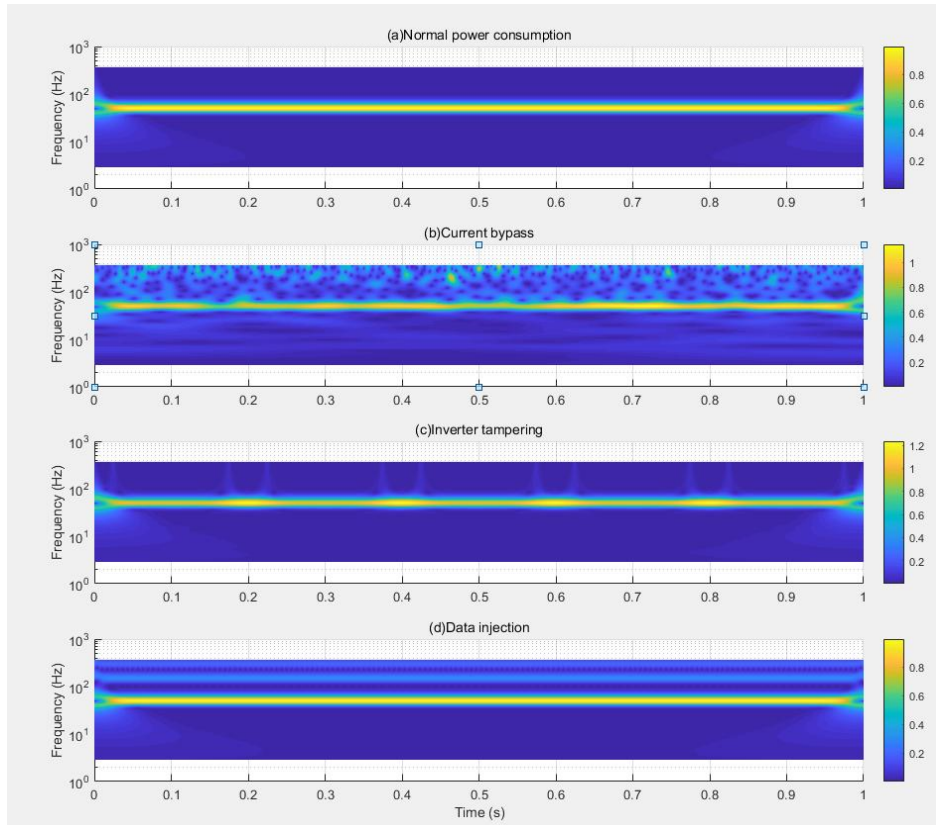 (a)Normal power consumption
Frequency (Hz)
10³
10²
10¹
10⁰
0 0.1 0.2 0.3 0.4 0.5 0.6 0.7 0.8 0.9 1
0.8
0.6
0.4
0.2
(b)Current bypass
Frequency (Hz)
10³
10²
10¹
10⁰
0 0.1 0.2 0.3 0.4 0.5 0.6 0.7 0.8 0.9 1
1
0.8
0.6
0.4
0.2
(c)Inverter tampering
Frequency (Hz)
10³
10²
10¹
10⁰
0 0.1 0.2 0.3 0.4 0.5 0.6 0.7 0.8 0.9 1
1.2
1
0.8
0.6
0.4
0.2
(d)Data injection
Frequency (Hz)
10³
10²
10¹
10⁰
0 0.1 0.2 0.3 0.4 0.5 0.6 0.7 0.8 0.9 1
Time (s)
0.8
0.6
0.4
0.2